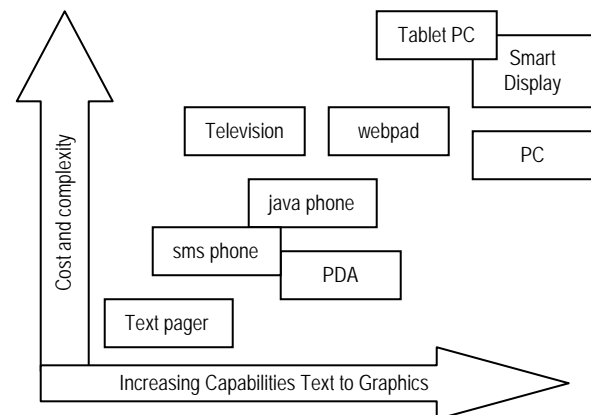 Tablet PC
Smart
Display
Television
webpad
PC
java phone
sms phone
PDA
Text pager
Cost and complexity
Increasing Capabilities Text to Graphics